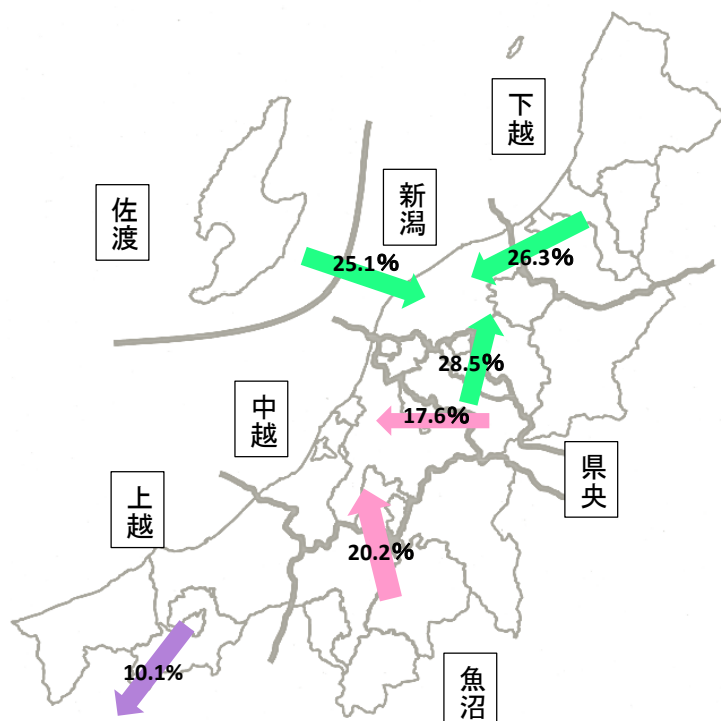 下越
新潟
佐渡
25.1%
26.3%
28.5%
中越
17.6%
県央
上越
20.2%
魚沼
10.1%